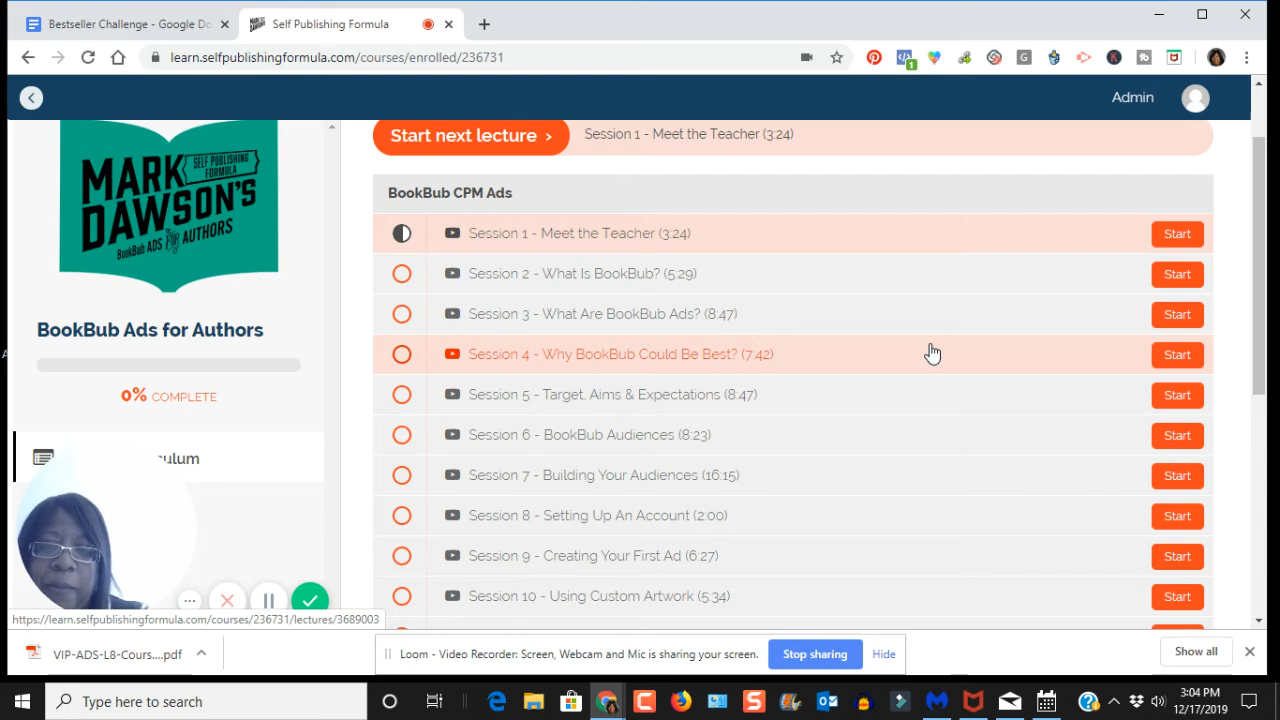 Bestseller Challenge - Google Do
Self Publishing Formula
learn.selfpublishingformula.com/courses/enrolled/236731
1
G
K
tb
Admin
MARK
SELF PUBLISHING
FORMULA
DAWSON'S
BOOKBUB ADS FOR AUTHORS
BookBub Ads for Authors
0% COMPLETE
ulum
Start next lecture ›
Session 1 - Meet the Teacher (3:24)
BookBub CPM Ads
Session 1 - Meet the Teacher (3:24)
Start
Session 2 - What Is BookBub? (5:29)
Start
Session 3 - What Are BookBub Ads? (8:47)
Start
Session 4 - Why BookBub Could Be Best? (7:42)
Start
Session 5 - Target, Aims & Expectations (8:47)
Start
Session 6 - BookBub Audiences (8:23)
Start
Session 7 - Building Your Audiences (16:15)
Start
Session 8 - Setting Up An Account (2:00)
Start
Session 9 - Creating Your First Ad (6:27)
Start
Session 10 - Using Custom Artwork (5:34)
Start
https://learn.selfpublishingformula.com/courses/236731/lectures/3689003
VIP-ADS-L8-Cours....pdf
Loom - Video Recorder: Screen, Webcam and Mic is sharing your screen.
Stop sharing
Hide
Show all
Type here to search
3:04 PM
12/17/2019